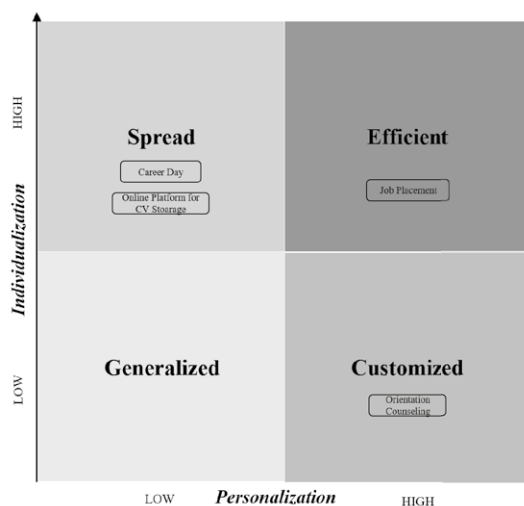 HIGH
Individualization
LOW
Spread
Career Day
Online Platform for
CV Stoarage
Efficient
Job Placement
Generalized
Customized
Orientation
Counseling
LOW
Personalization
HIGH